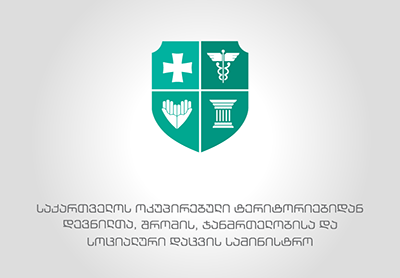 საქართველოს ოკუპირებული ტერიტორიებიდან
დევნილთა, შრომის, ჯანმრთელობისა და
სოციალური დაცვის სამინისტრო